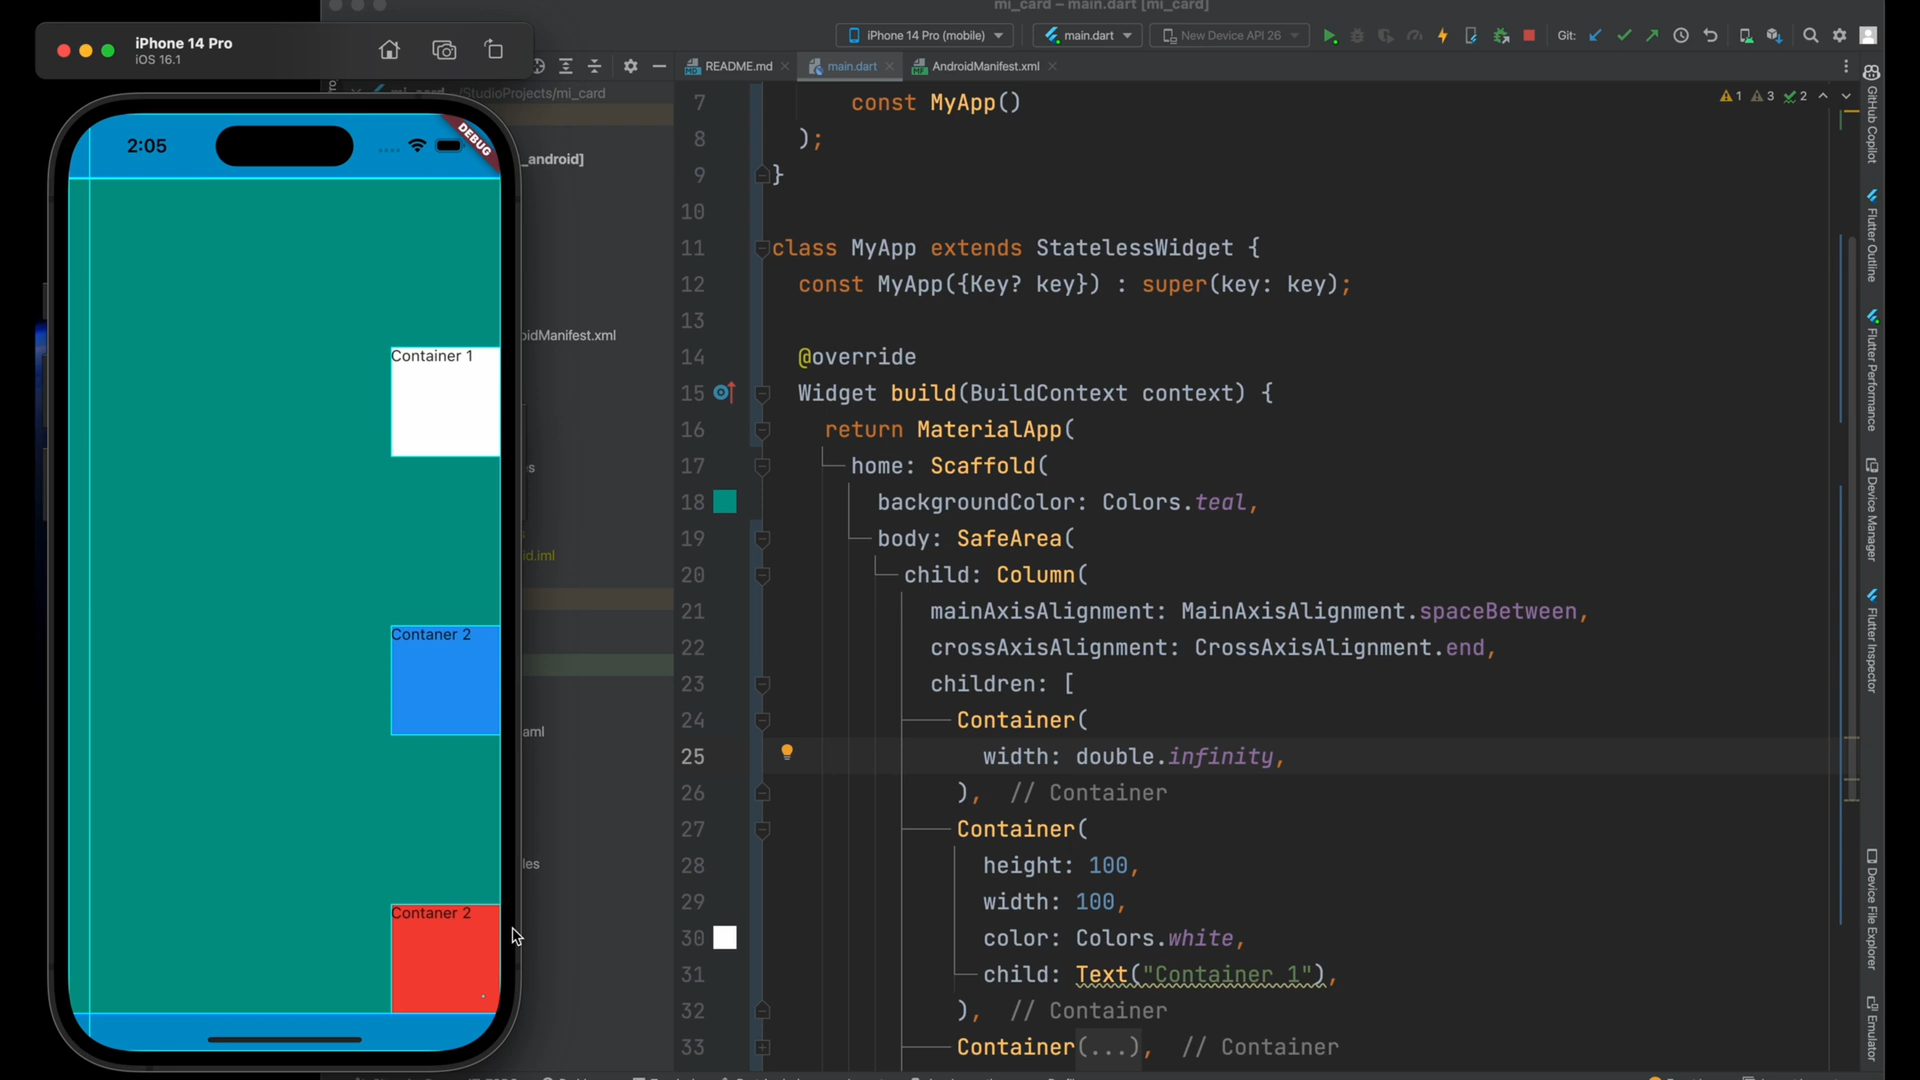 mi_card – main.dart [mi_card]
iPhone 14 Pro
iOS 16.1
iPhone 14 Pro (mobile)
main.dart
New Device API 26
Git:
README.md
main.dart
AndroidManifest.xml
mi_card ~/StudioProjects/mi_card
_android]
oidManifest.xml
s
id.iml
aml
les
2:05
DEBUG
Container 1
Contaner 2
Contaner 2
1 3 2
7 const MyApp()
8 );
9 }
10
11 class MyApp extends StatelessWidget {
12 const MyApp({Key? key}) : super(key: key);
13
14 @override
15 Widget build(BuildContext context) {
16 return MaterialApp(
17 home: Scaffold(
18 backgroundColor: Colors.teal,
19 body: SafeArea(
20 child: Column(
21 mainAxisAlignment: MainAxisAlignment.spaceBetween,
22 crossAxisAlignment: CrossAxisAlignment.end,
23 children: [
24 Container(
25 width: double.infinity,
26 ), // Container
27 Container(
28 height: 100,
29 width: 100,
30 color: Colors.white,
31 child: Text("Container 1"),
32 ), // Container
33 Container(...), // Container
GitHub Copilot
Flutter Outline
Flutter Performance
Device Manager
Flutter Inspector
Device File Explorer
Emulator